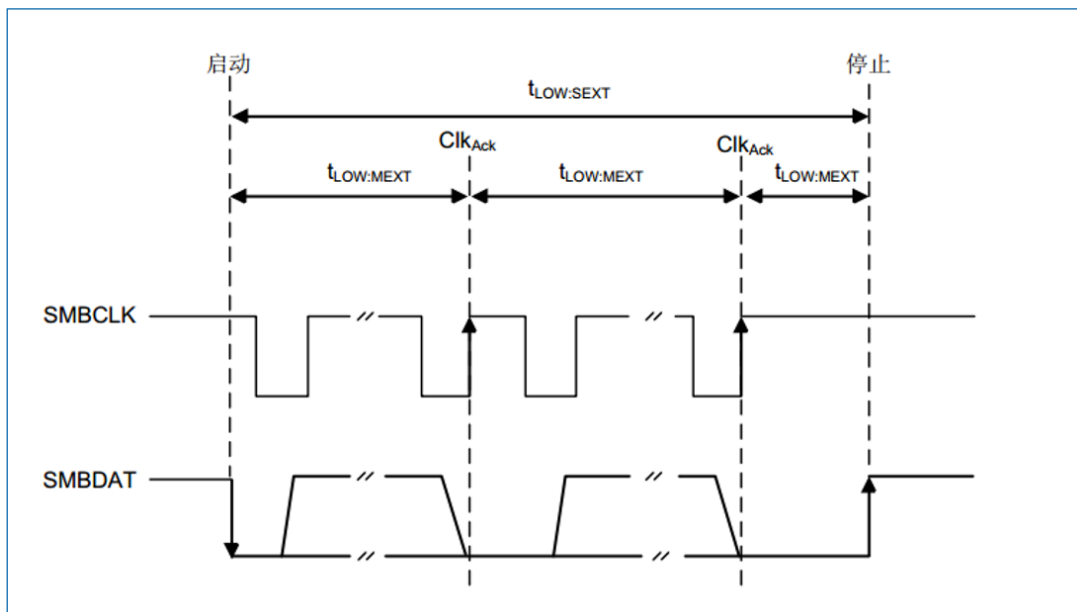 启动
停止
tLOW:SEXT
ClkAck
ClkAck
tLOW:MEXT
tLOW:MEXT
tLOW:MEXT
SMBCLK
SMBDAT